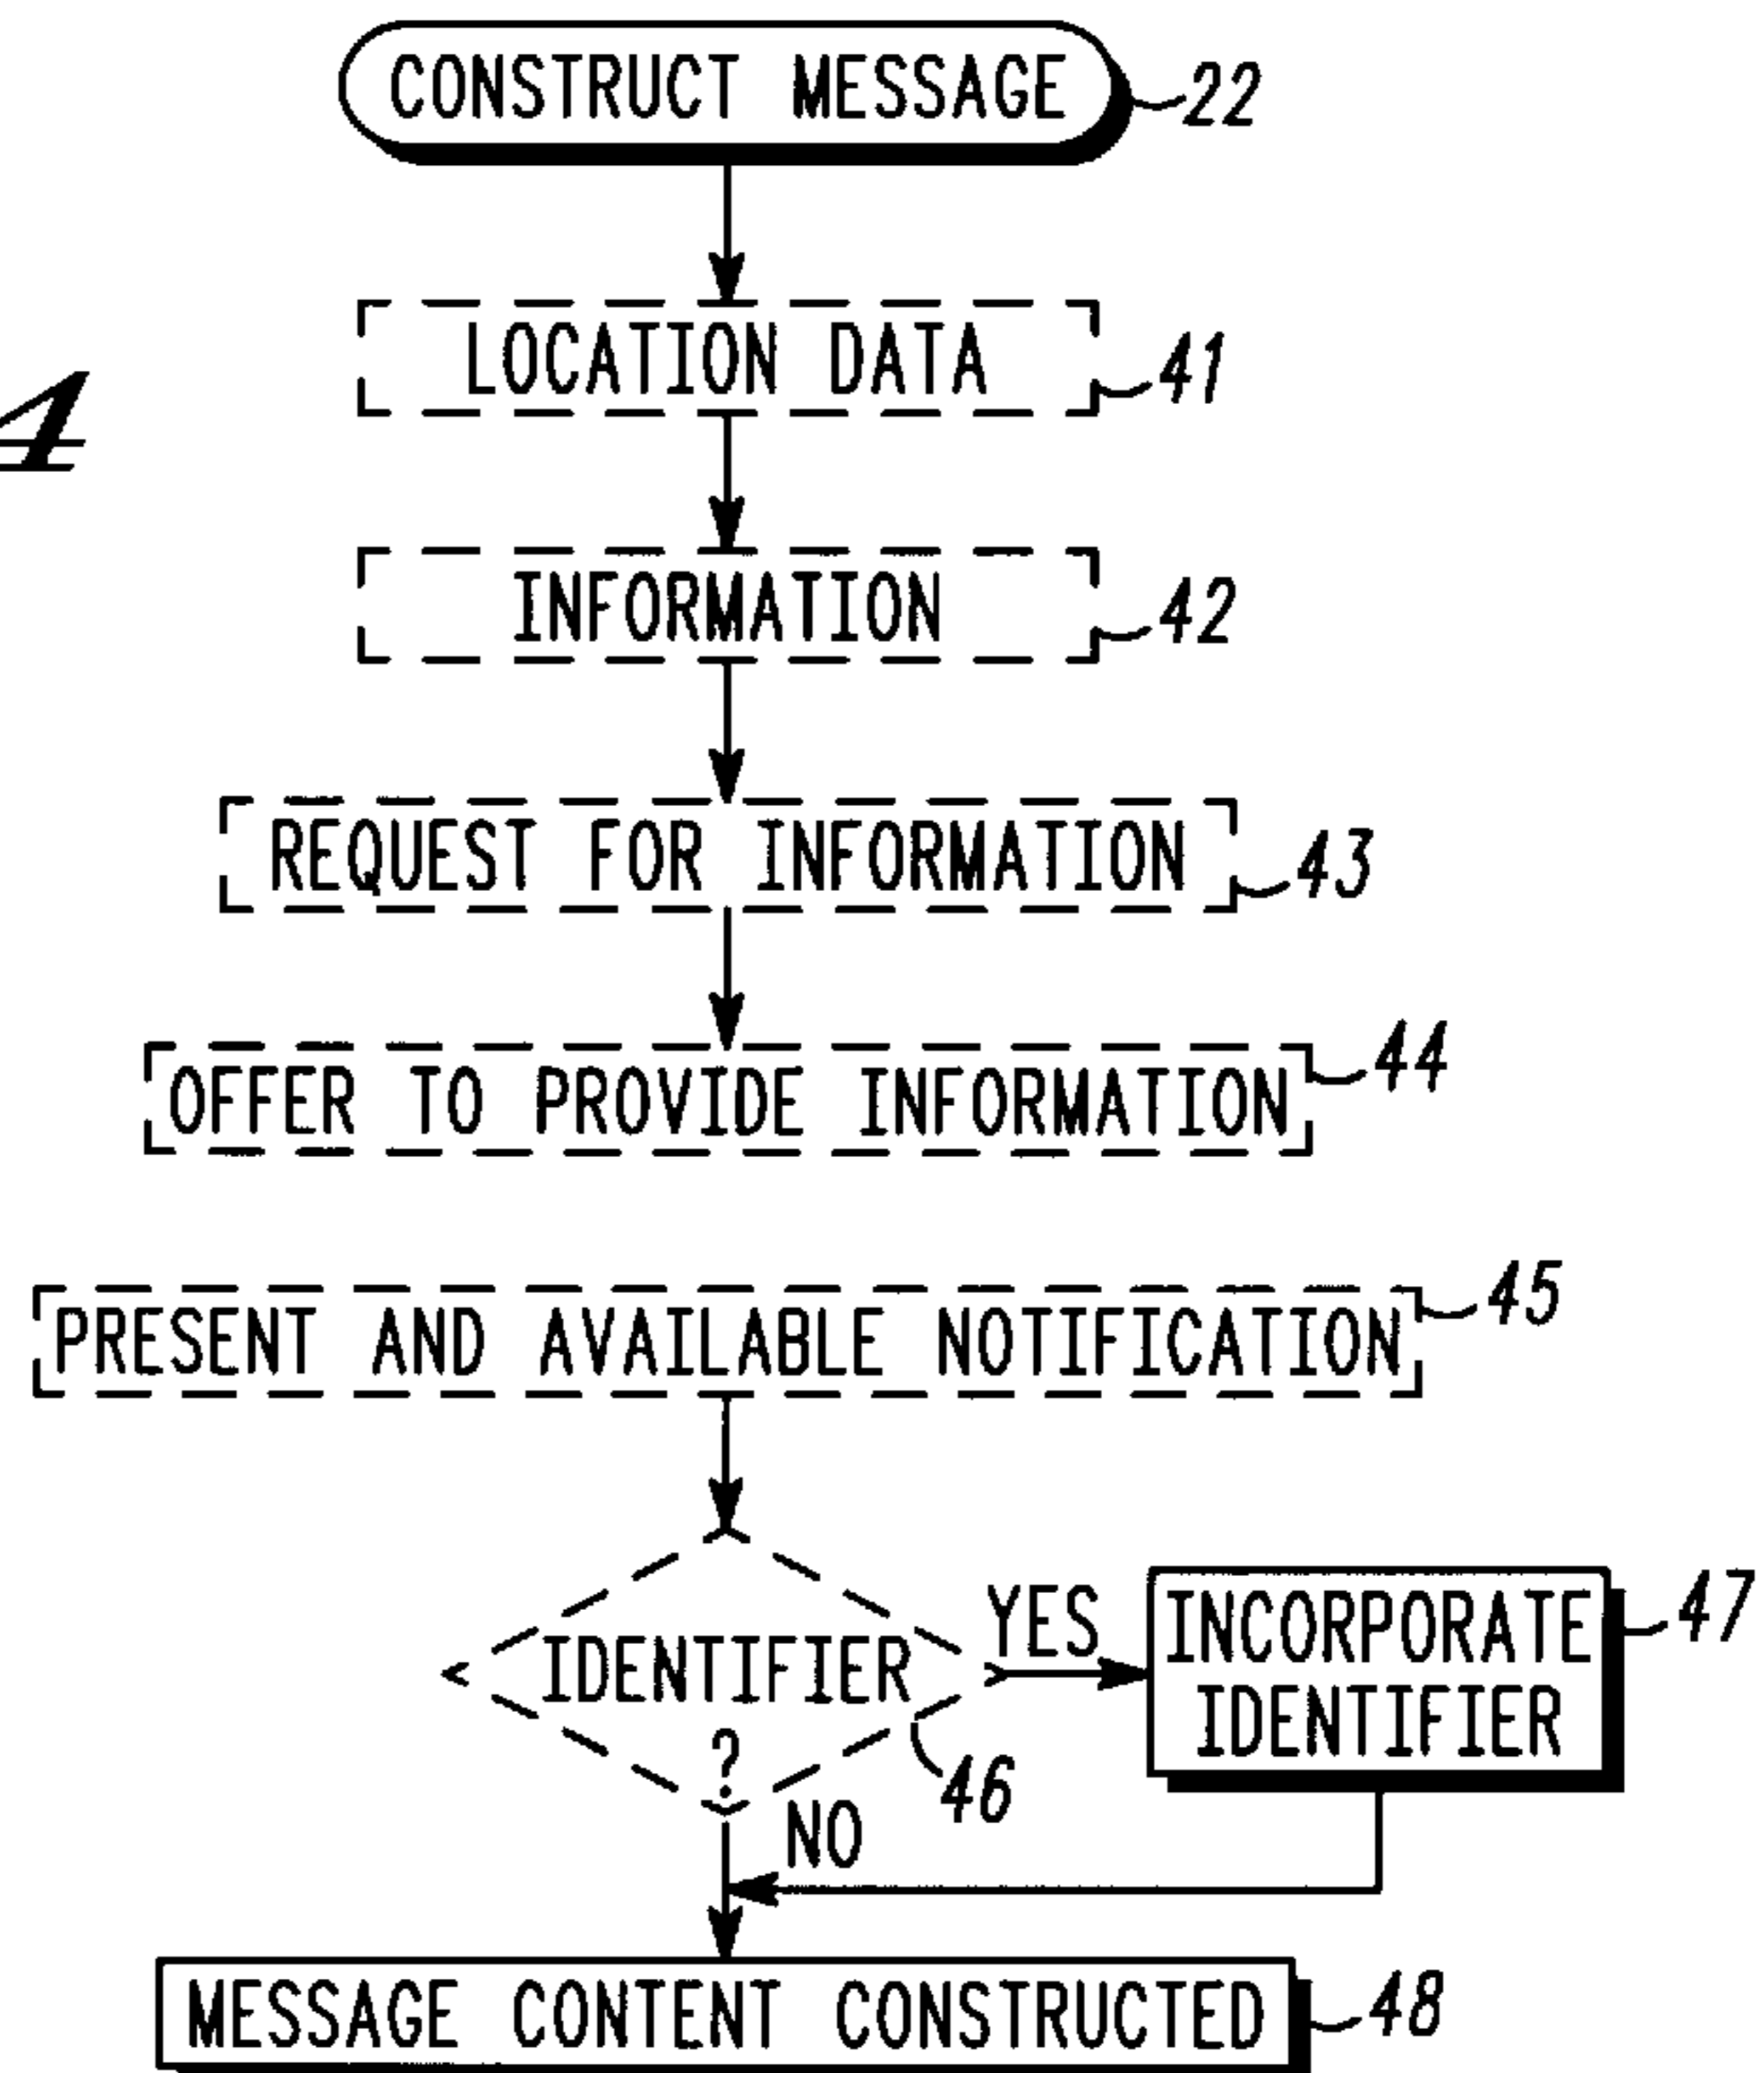 CONSTRUCT MESSAGE 22
LOCATION DATA 41
4
INFORMATION 42
REQUEST FOR INFORMATION 43
OFFER TO PROVIDE INFORMATION 44
PRESENT AND AVAILABLE NOTIFICATION 45
IDENTIFIER
?
46
YES
INCORPORATE
IDENTIFIER
47
NO
MESSAGE CONTENT CONSTRUCTED 48